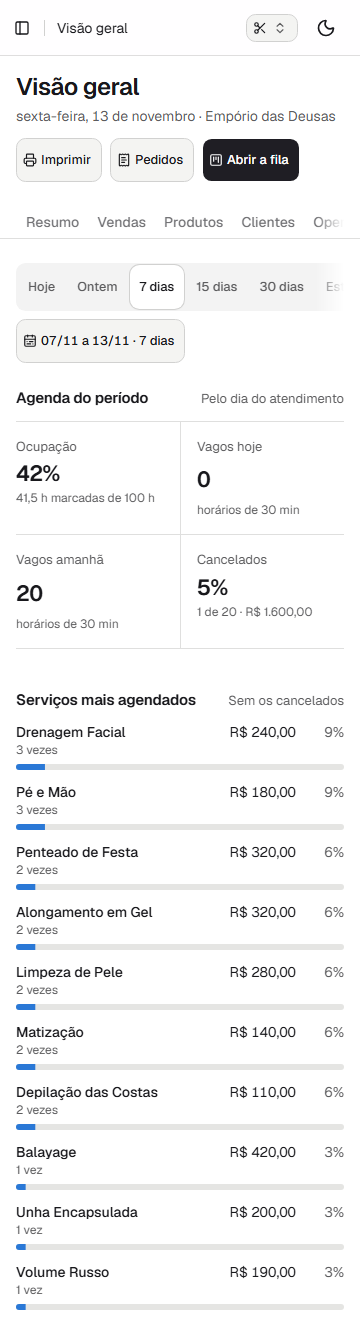 Visão geral
Visão geral
sexta-feira, 13 de novembro · Empório das Deusas
Imprimir
Pedidos
Abrir a fila
Resumo Vendas Produtos Clientes Ope
Hoje Ontem 7 dias 15 dias 30 dias Es
07/11 a 13/11 · 7 dias
Agenda do período Pelo dia do atendimento
Ocupação
42%
41,5 h marcadas de 100 h
Vagos hoje
0
horários de 30 min
Vagos amanhã
20
horários de 30 min
Cancelados
5%
1 de 20 · R$ 1.600,00
Serviços mais agendados Sem os cancelados
Drenagem Facial R$ 240,00 9%
3 vezes
Pé e Mão R$ 180,00 9%
3 vezes
Penteado de Festa R$ 320,00 6%
2 vezes
Alongamento em Gel R$ 320,00 6%
2 vezes
Limpeza de Pele R$ 280,00 6%
2 vezes
Matização R$ 140,00 6%
2 vezes
Depilação das Costas R$ 110,00 6%
2 vezes
Balayage R$ 420,00 3%
1 vez
Unha Encapsulada R$ 200,00 3%
1 vez
Volume Russo R$ 190,00 3%
1 vez